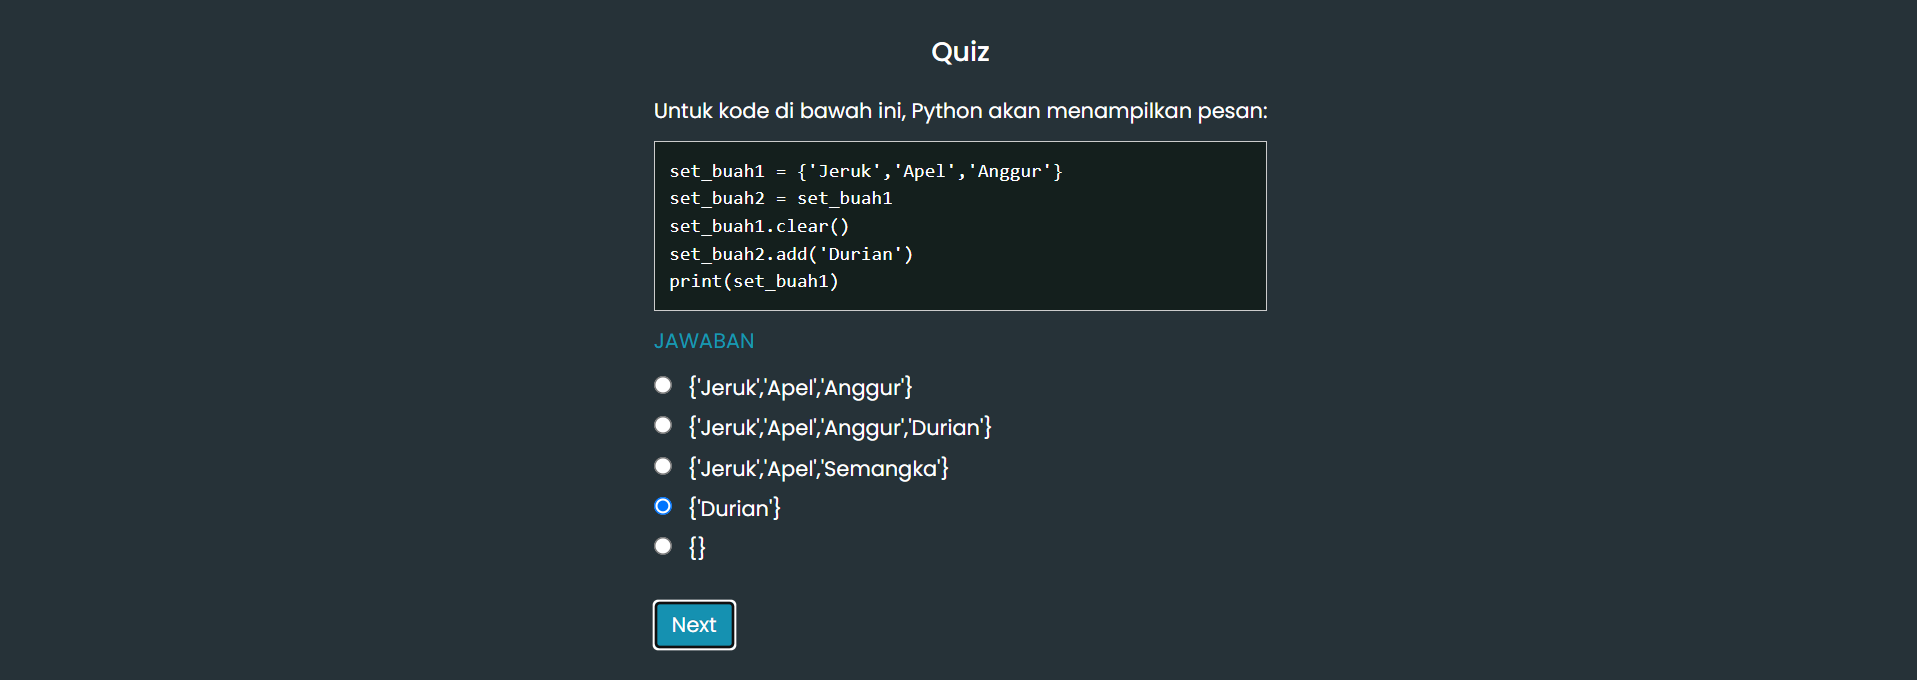 Quiz
Untuk kode di bawah ini, Python akan menampilkan pesan:
set_buah1 = {'Jeruk','Apel','Anggur'}
set_buah2 = set_buah1
set_buah1.clear()
set_buah2.add('Durian')
print(set_buah1)
JAWABAN
{'Jeruk','Apel','Anggur'}
{'Jeruk','Apel','Anggur','Durian'}
{'Jeruk','Apel','Semangka'}
{'Durian'}
{}
Next